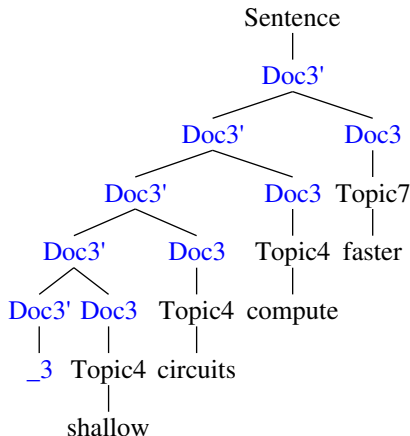 Sentence
Doc3'
Doc3' Doc3
Doc3' Doc3 Topic7
Doc3' Doc3 Topic4 faster
Doc3' Doc3 Topic4 compute
_3 Topic4 circuits
shallow